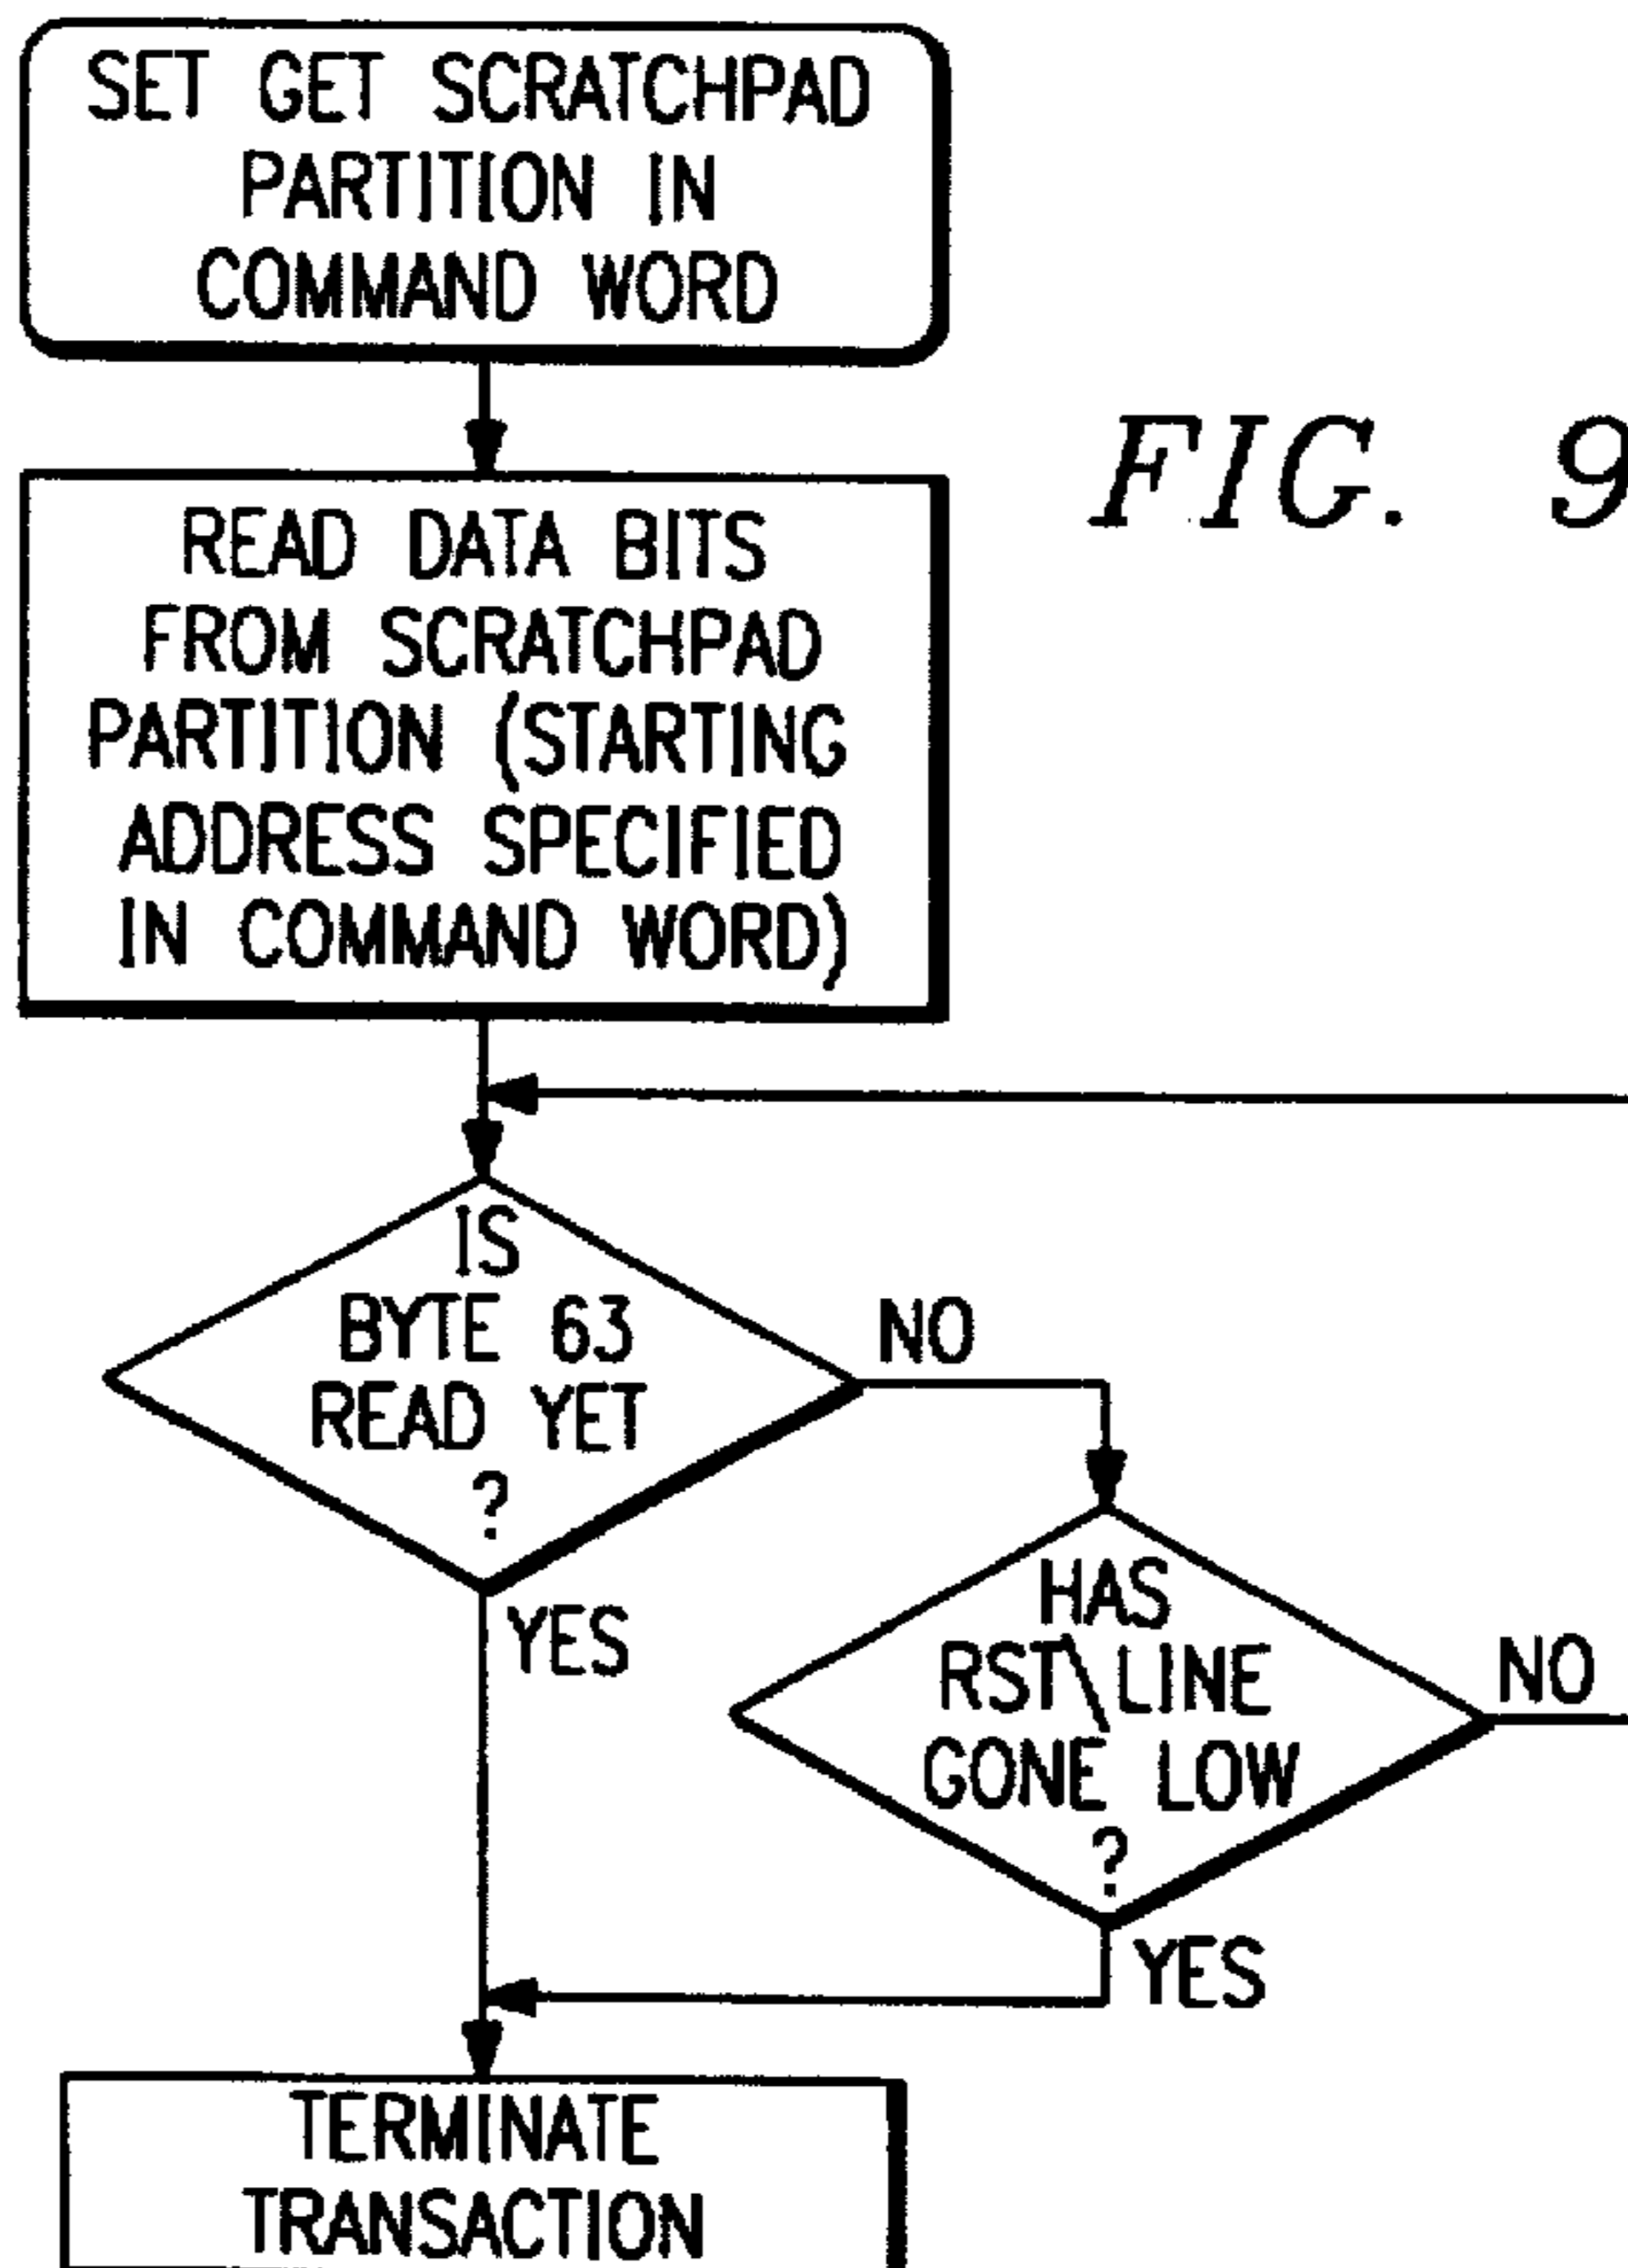 SET GET SCRATCHPAD
PARTITION IN
COMMAND WORD
FIG. 9
READ DATA BITS
FROM SCRATCHPAD
PARTITION (STARTING
ADDRESS SPECIFIED
IN COMMAND WORD)
IS
BYTE 63
READ YET
?
NO
YES
HAS
RST\LINE
GONE LOW
?
NO
YES
TERMINATE
TRANSACTION